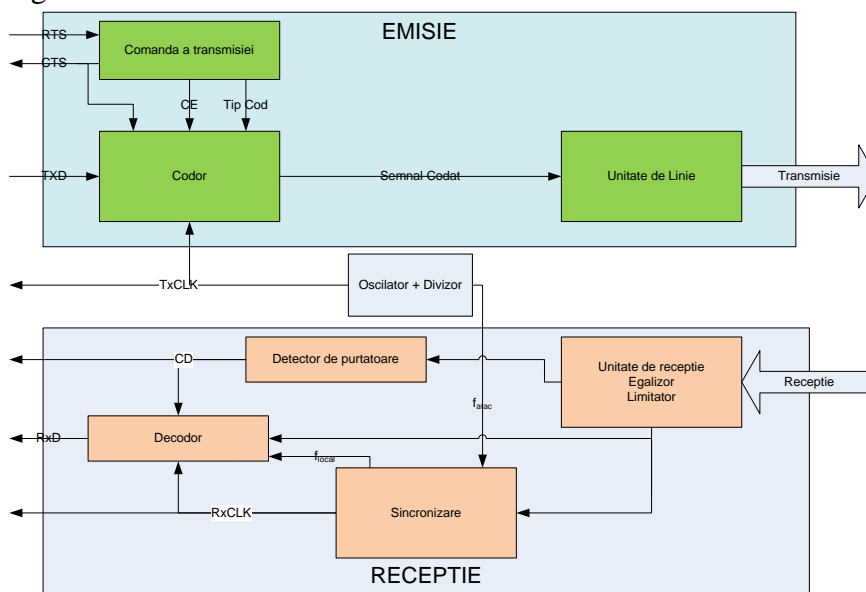 EMISIE
RTS
Comanda a transmisiei
CTS
CE
Tip Cod
TXD
Codor
Semnal Codat
Unitate de Linie
Transmisie
TxCLK
Oscilator + Divizor
CD
Detector de purtatoare
Unitate de receptie
Egalizor
Limitator
Receptie
fatac
RxD
Decodor
flocal
RxCLK
Sincronizare
RECEPTIE